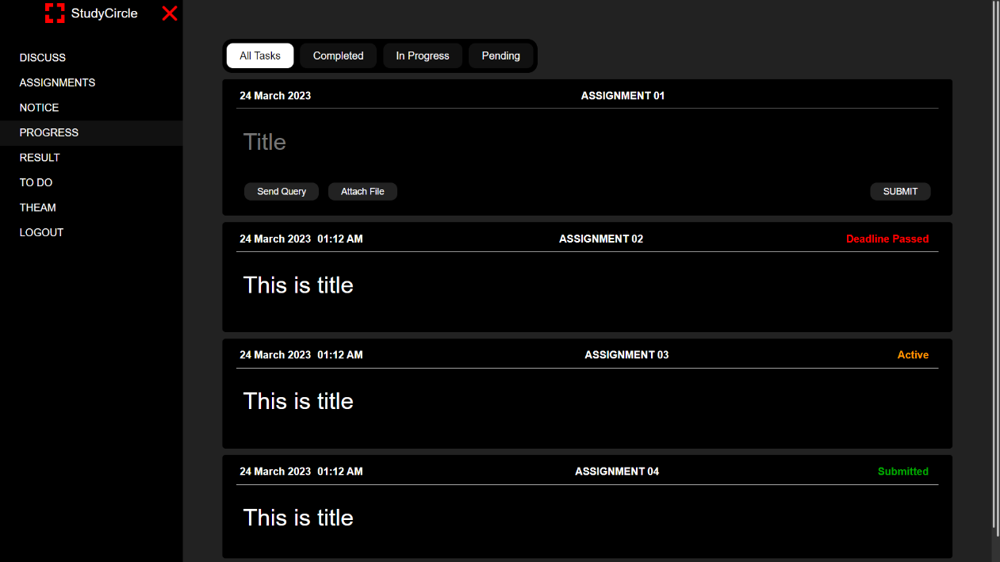 StudyCircle
DISCUSS
ASSIGNMENTS
NOTICE
PROGRESS
RESULT
TO DO
THEAM
LOGOUT
All Tasks Completed In Progress Pending
24 March 2023 ASSIGNMENT 01
Title
Send Query Attach File SUBMIT
24 March 2023 01:12 AM ASSIGNMENT 02 Deadline Passed
This is title
24 March 2023 01:12 AM ASSIGNMENT 03 Active
This is title
24 March 2023 01:12 AM ASSIGNMENT 04 Submitted
This is title